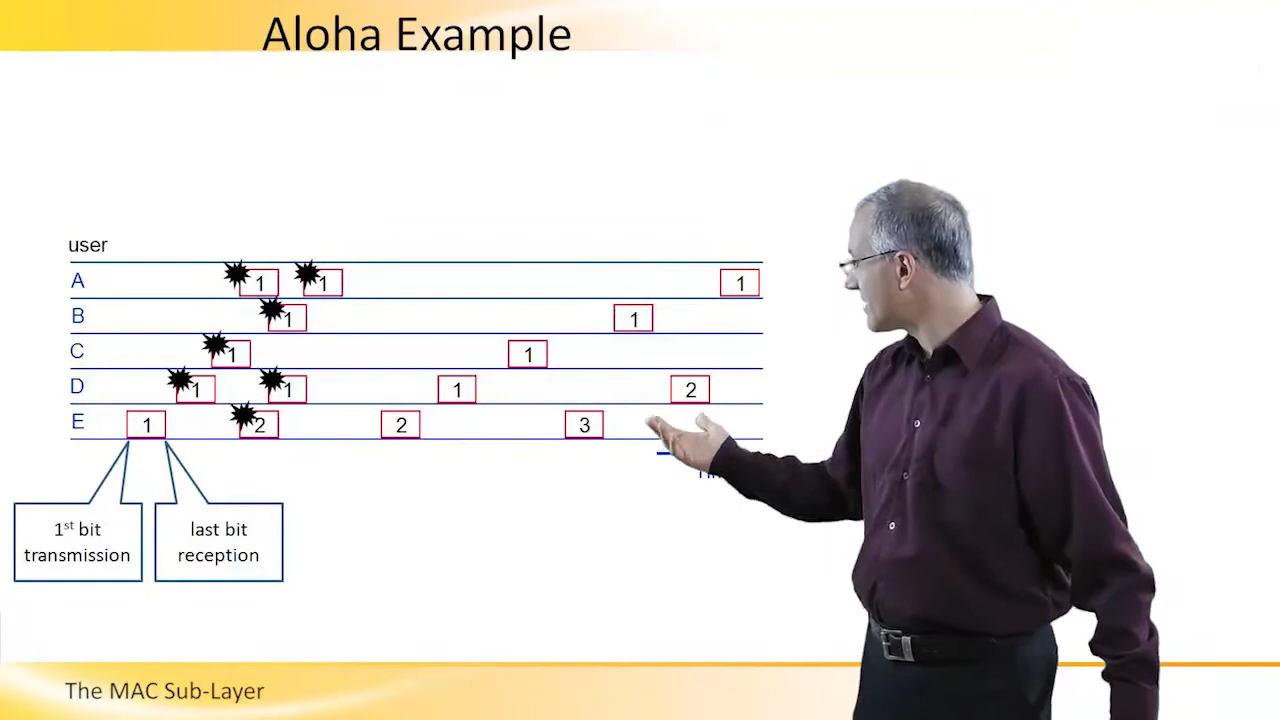 Aloha Example
user
A 1 1 1
B 1 1
C 1 1
D 1 1 1 2
E 1 2 2 3
1st bit
transmission
last bit
reception
The MAC Sub-Layer